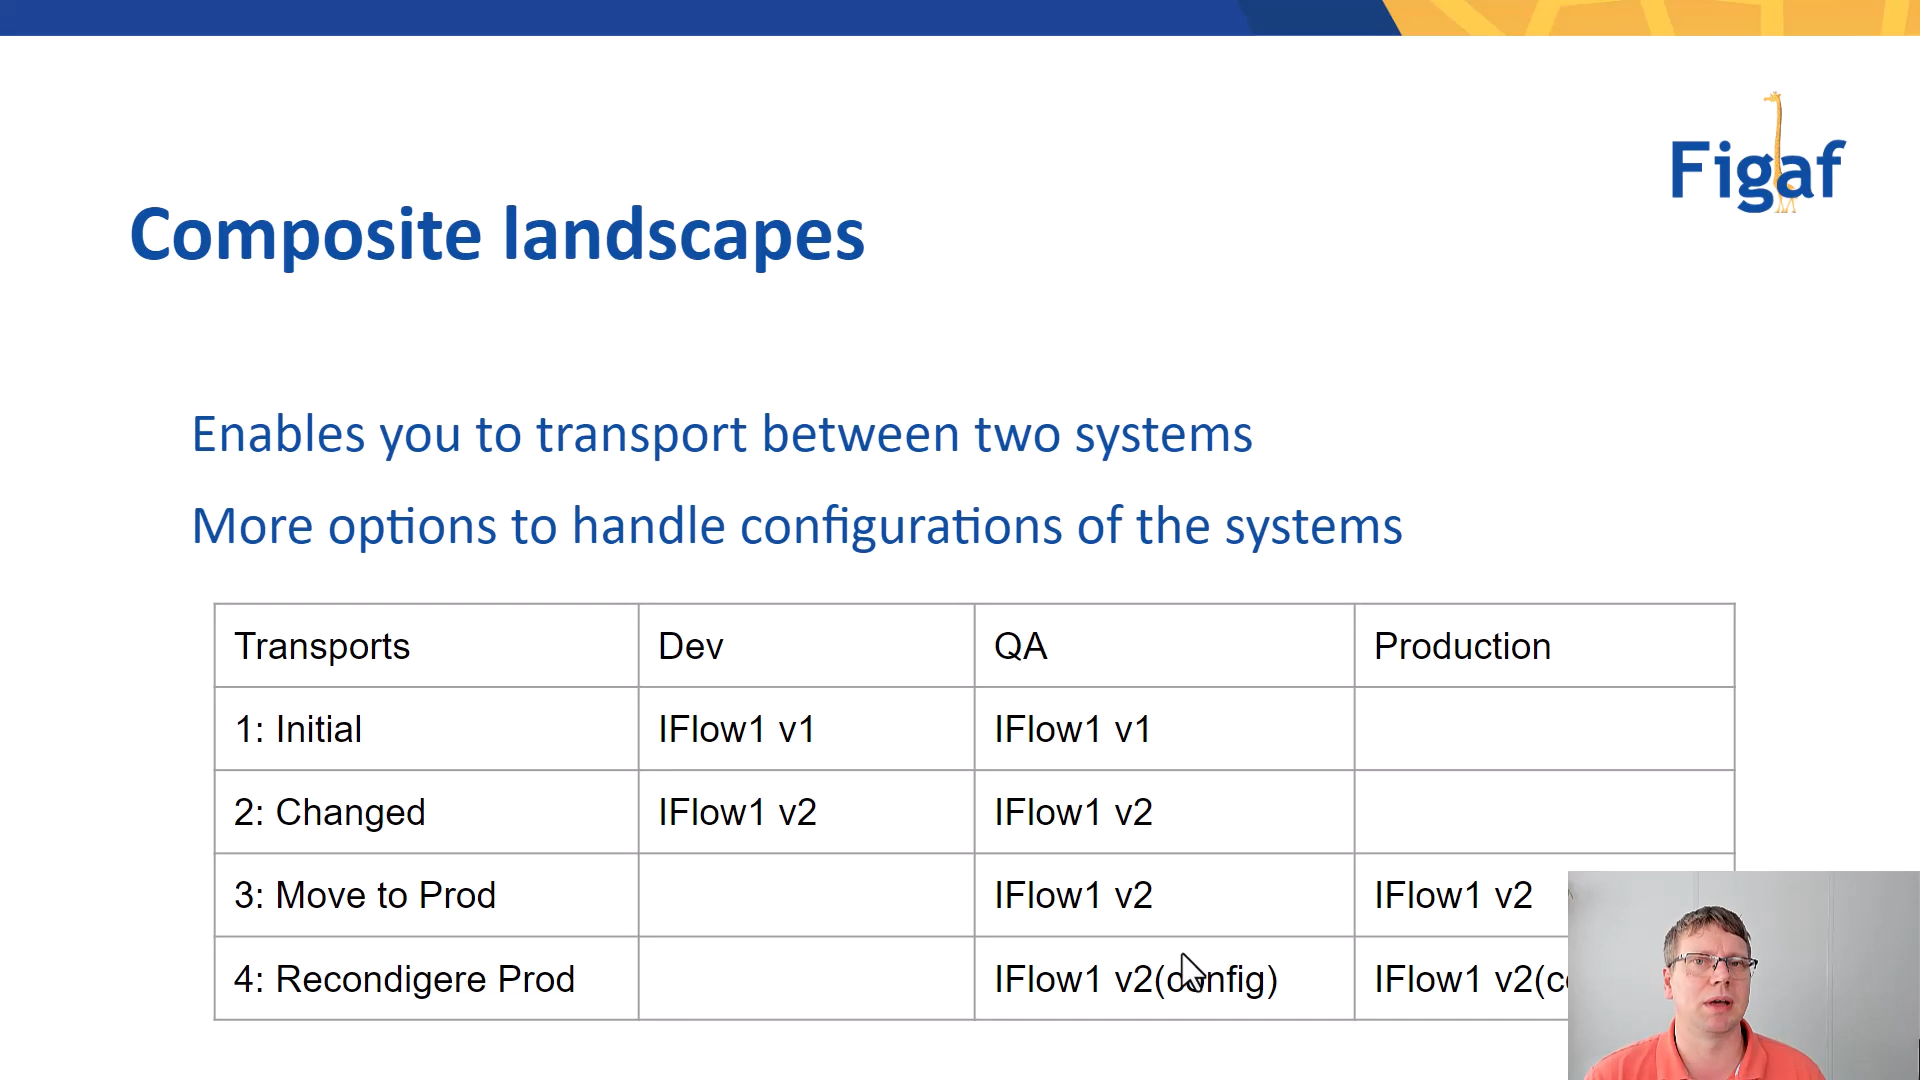 Figaf
Composite landscapes
Enables you to transport between two systems
More options to handle configurations of the systems
Transports Dev QA Production
1: Initial IFlow1 v1 IFlow1 v1
2: Changed IFlow1 v2 IFlow1 v2
3: Move to Prod IFlow1 v2 IFlow1 v2
4: Recondigere Prod IFlow1 v2(config) IFlow1 v2